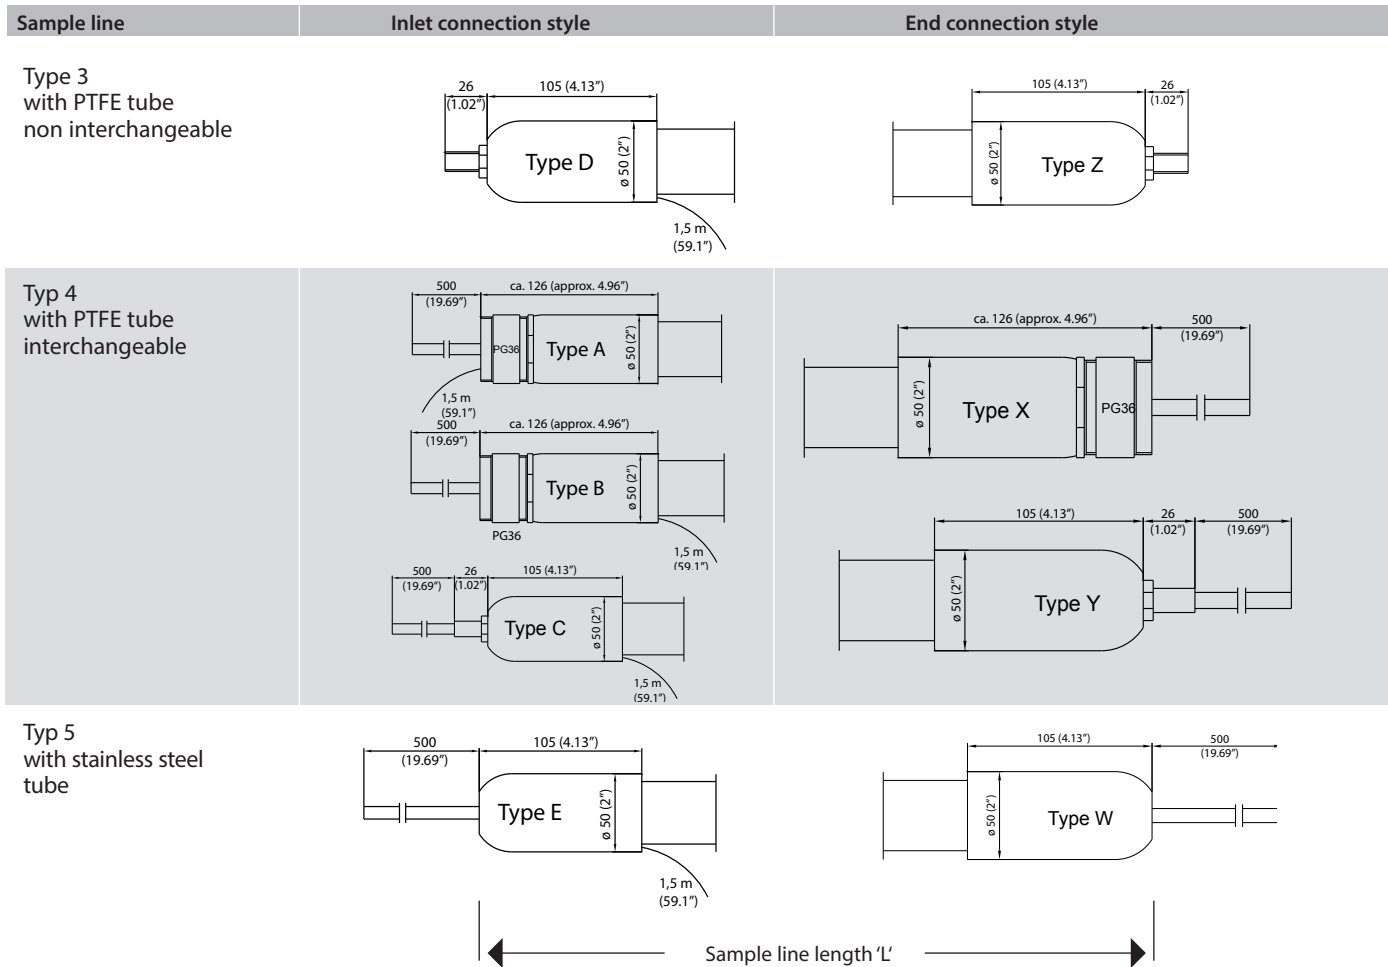 Sample line
Inlet connection style
End connection style
Type 3
with PTFE tube
non interchangeable
26
(1.02”)
105 (4.13”)
Type D
ø 50 (2”)
1,5 m
(59.1”)
105 (4.13”)
26
(1.02”)
ø 50 (2”)
Type Z
Typ 4
with PTFE tube
interchangeable
500
(19.69”)
ca. 126 (approx. 4.96”)
PG36
Type A
ø 50 (2”)
1,5 m
(59.1”)
500
(19.69”)
ca. 126 (approx. 4.96”)
Type B
ø 50 (2”)
PG36
1,5 m
(59.1”)
500
(19.69”)
26
(1.02”)
105 (4.13”)
Type C
ø 50 (2”)
1,5 m
(59.1”)
ca. 126 (approx. 4.96”)
500
(19.69”)
ø 50 (2”)
Type X
PG36
105 (4.13”)
26
(1.02”)
500
(19.69”)
ø 50 (2”)
Type Y
Typ 5
with stainless steel
tube
500
(19.69”)
105 (4.13”)
Type E
ø 50 (2”)
1,5 m
(59.1”)
105 (4.13”)
500
(19.69”)
ø 50 (2”)
Type W
Sample line length ‘L‘